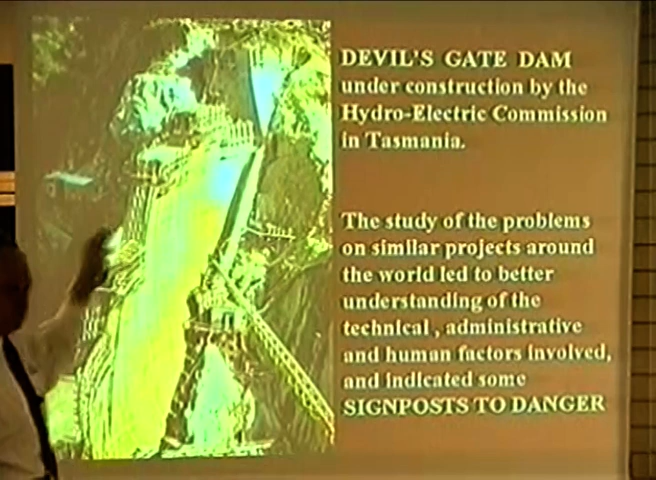 DEVIL'S GATE DAM
under construction by the
Hydro-Electric Commission
in Tasmania.
The study of the problems
on similar projects around
the world led to better
understanding of the
technical , administrative
and human factors involved,
and indicated some
SIGNPOSTS TO DANGER